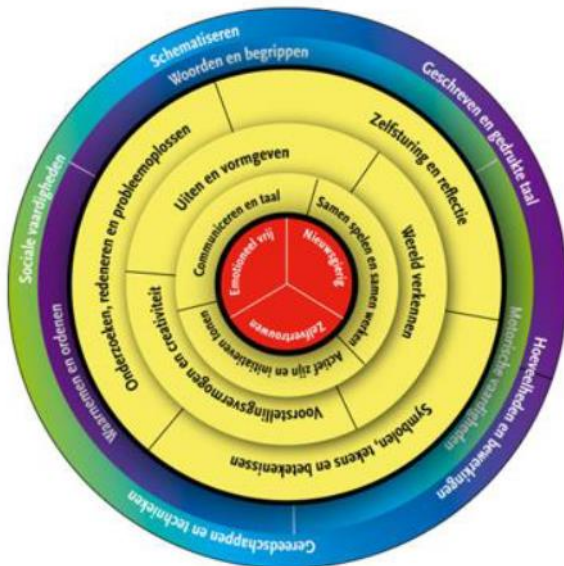 Schematiseren
Woorden en begrippen
Geschreven en gedrukte taal
Sociale vaardigheden
Waarnemen en ordenen
Motorische vaardigheden
Hoeveelheden en bewerkingen
Gereedschappen en technieken
Onderzoeken, redeneren en probleemoplossen
Zelfsturing en reflectie
Symbolen, tekens en betekenissen
Uiten en vormgeven
Wereld verkennen
Voorstellingsvermogen en creativiteit
Communiceren en taal
Samen spelen en samen werken
Actief zijn en initiatieven tonen
Emotioneel vrij
Nieuwsgierig
Zelfvertrouwen